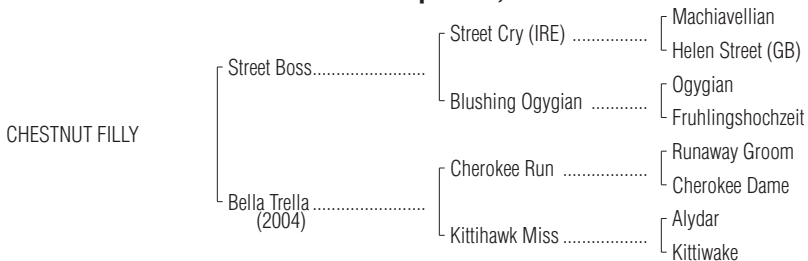 Machiavellian
Street Cry (IRE) ................
Helen Street (GB)
Street Boss........................
Ogygian
Blushing Ogygian ............
Fruhlingshochzeit
CHESTNUT FILLY
Runaway Groom
Cherokee Run ..................
Cherokee Dame
Bella Trella........................
(2004)
Alydar
Kittihawk Miss ..................
Kittiwake